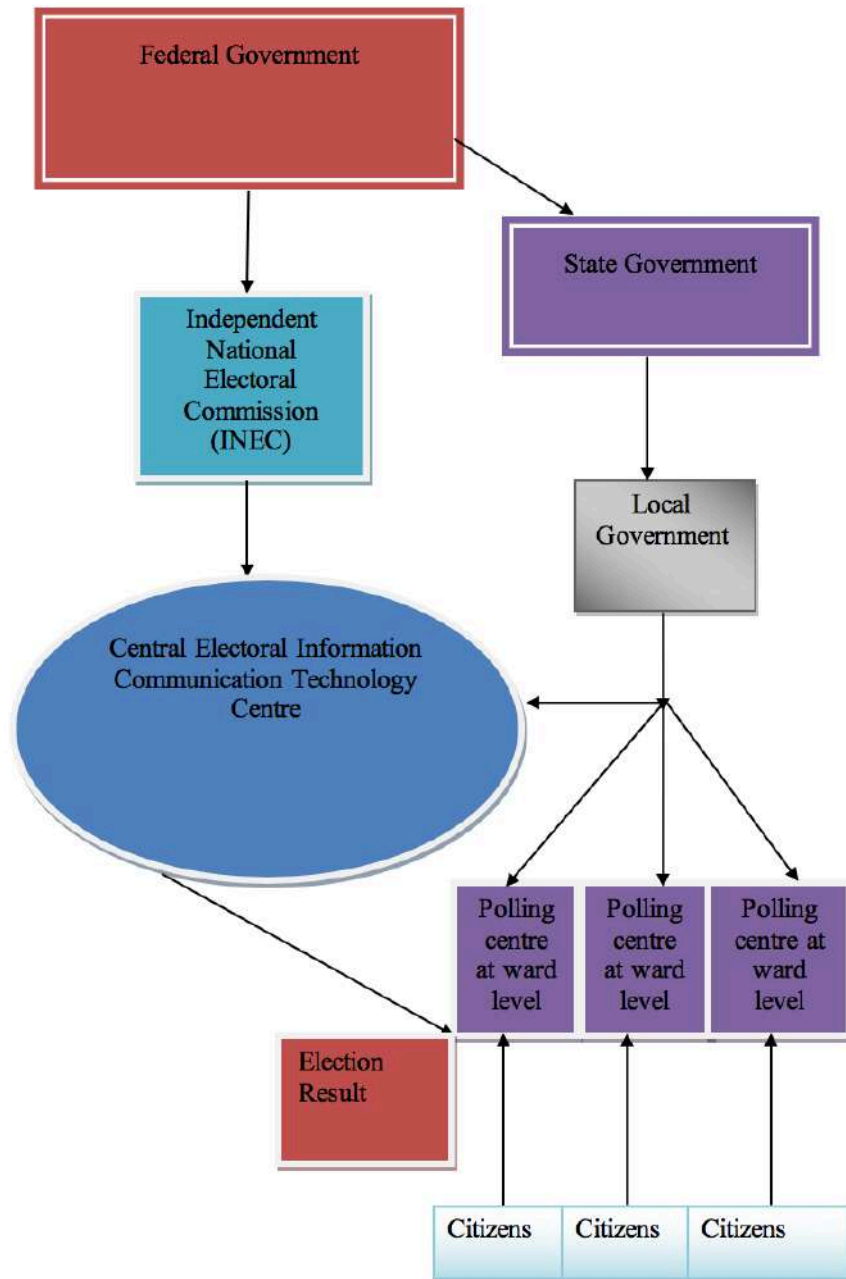 Federal Government
State Government
Independent
National
Electoral
Commission
(INEC)
Local
Government
Central Electoral Information
Communication Technology
Centre
Polling
centre
at ward
level
Polling
centre
at ward
level
Polling
centre at
ward
level
Election
Result
Citizens
Citizens
Citizens